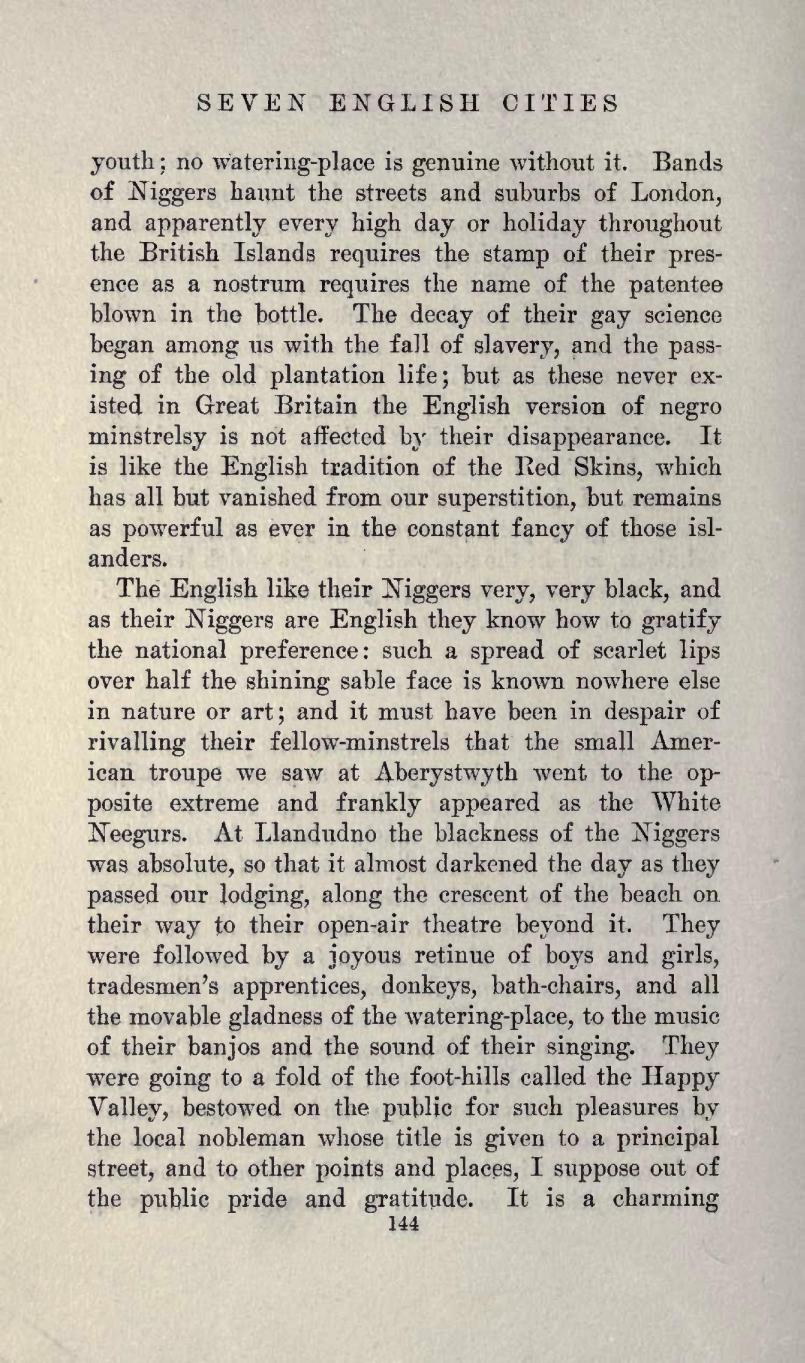 SEVEN ENGLISH CITIES
youth; no watering-place is genuine without it. Bands
of Niggers haunt the streets and suburbs of London,
and apparently every high day or holiday throughout
the British Islands requires the stamp of their pres-
ence as a nostrum requires the name of the patentee
blown in the bottle. The decay of their gay science
began among us with the fall of slavery, and the pass-
ing of the old plantation life; but as these never ex-
isted in Great Britain the English version of negro
minstrelsy is not affected by their disappearance. It
is like the English tradition of the Red Skins, which
has all but vanished from our superstition, but remains
as powerful as ever in the constant fancy of those isl-
anders.
The English like their Niggers very, very black, and
as their Niggers are English they know how to gratify
the national preference: such a spread of scarlet lips
over half the shining sable face is known nowhere else
in nature or art; and it must have been in despair of
rivalling their fellow-minstrels that the small Amer-
ican troupe we saw at Aberystwyth went to the op-
posite extreme and frankly appeared as the White
Neegurs. At Llandudno the blackness of the Niggers
was absolute, so that it almost darkened the day as they
passed our lodging, along the crescent of the beach on
their way to their open-air theatre beyond it. They
were followed by a joyous retinue of boys and girls,
tradesmen's apprentices, donkeys, bath-chairs, and all
the movable gladness of the watering-place, to the music
of their banjos and the sound of their singing. They
were going to a fold of the foot-hills called the Happy
Valley, bestowed on the public for such pleasures by
the local nobleman whose title is given to a principal
street, and to other points and places, I suppose out of
the public pride and gratitude. It is a charming
144